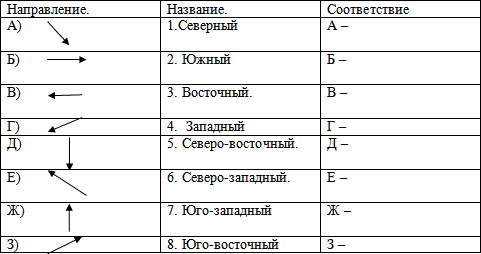 Направление. Название. Соответствие
А) 1.Северный А –
Б) 2. Южный Б –
В) 3. Восточный. В –
Г) 4. Западный Г –
Д) 5. Северо-восточный. Д –
Е) 6. Северо-западный. Е –
Ж) 7. Юго-западный Ж –
З) 8. Юго-восточный З –